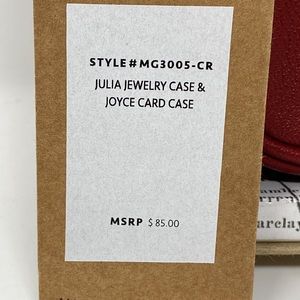 STYLE # MG3005-CR
JULIA JEWELRY CASE &
JOYCE CARD CASE
MSRP $ 85.00